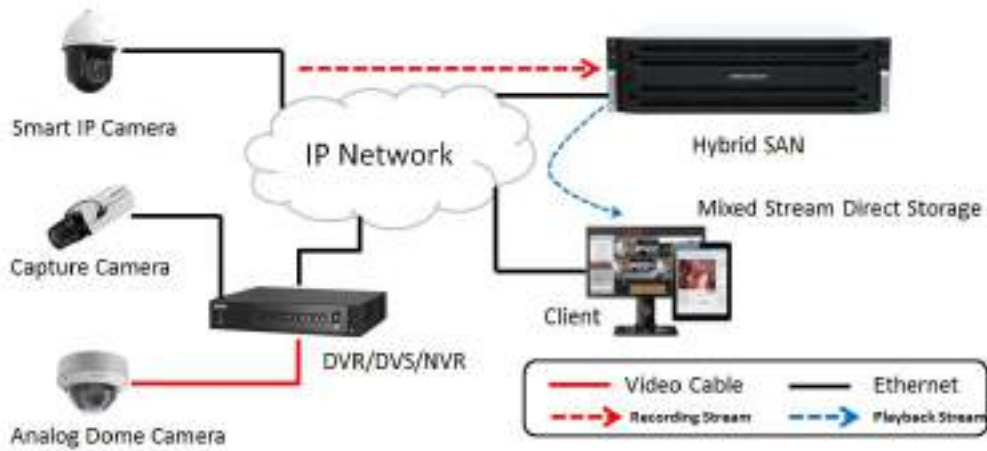 Smart IP Camera
IP Network
Hybrid SAN
Mixed Stream Direct Storage
Capture Camera
Client
DVR/DVS/NVR
Video Cable
Ethernet
Recording Stream
Playback Stream
Analog Dome Camera